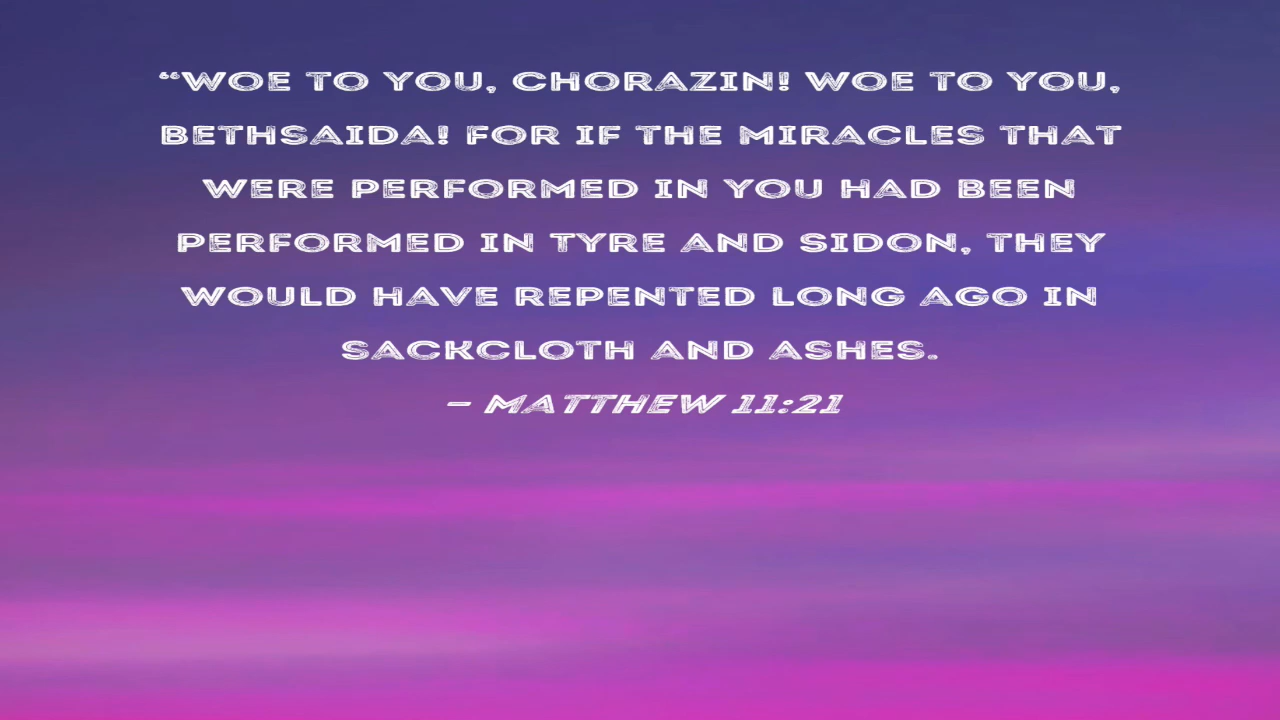 “WOE TO YOU, CHORAZIN! WOE TO YOU,
BETHSAIDA! FOR IF THE MIRACLES THAT
WERE PERFORMED IN YOU HAD BEEN
PERFORMED IN TYRE AND SIDON, THEY
WOULD HAVE REPENTED LONG AGO IN
SACKCLOTH AND ASHES.
– MATTHEW 11:21